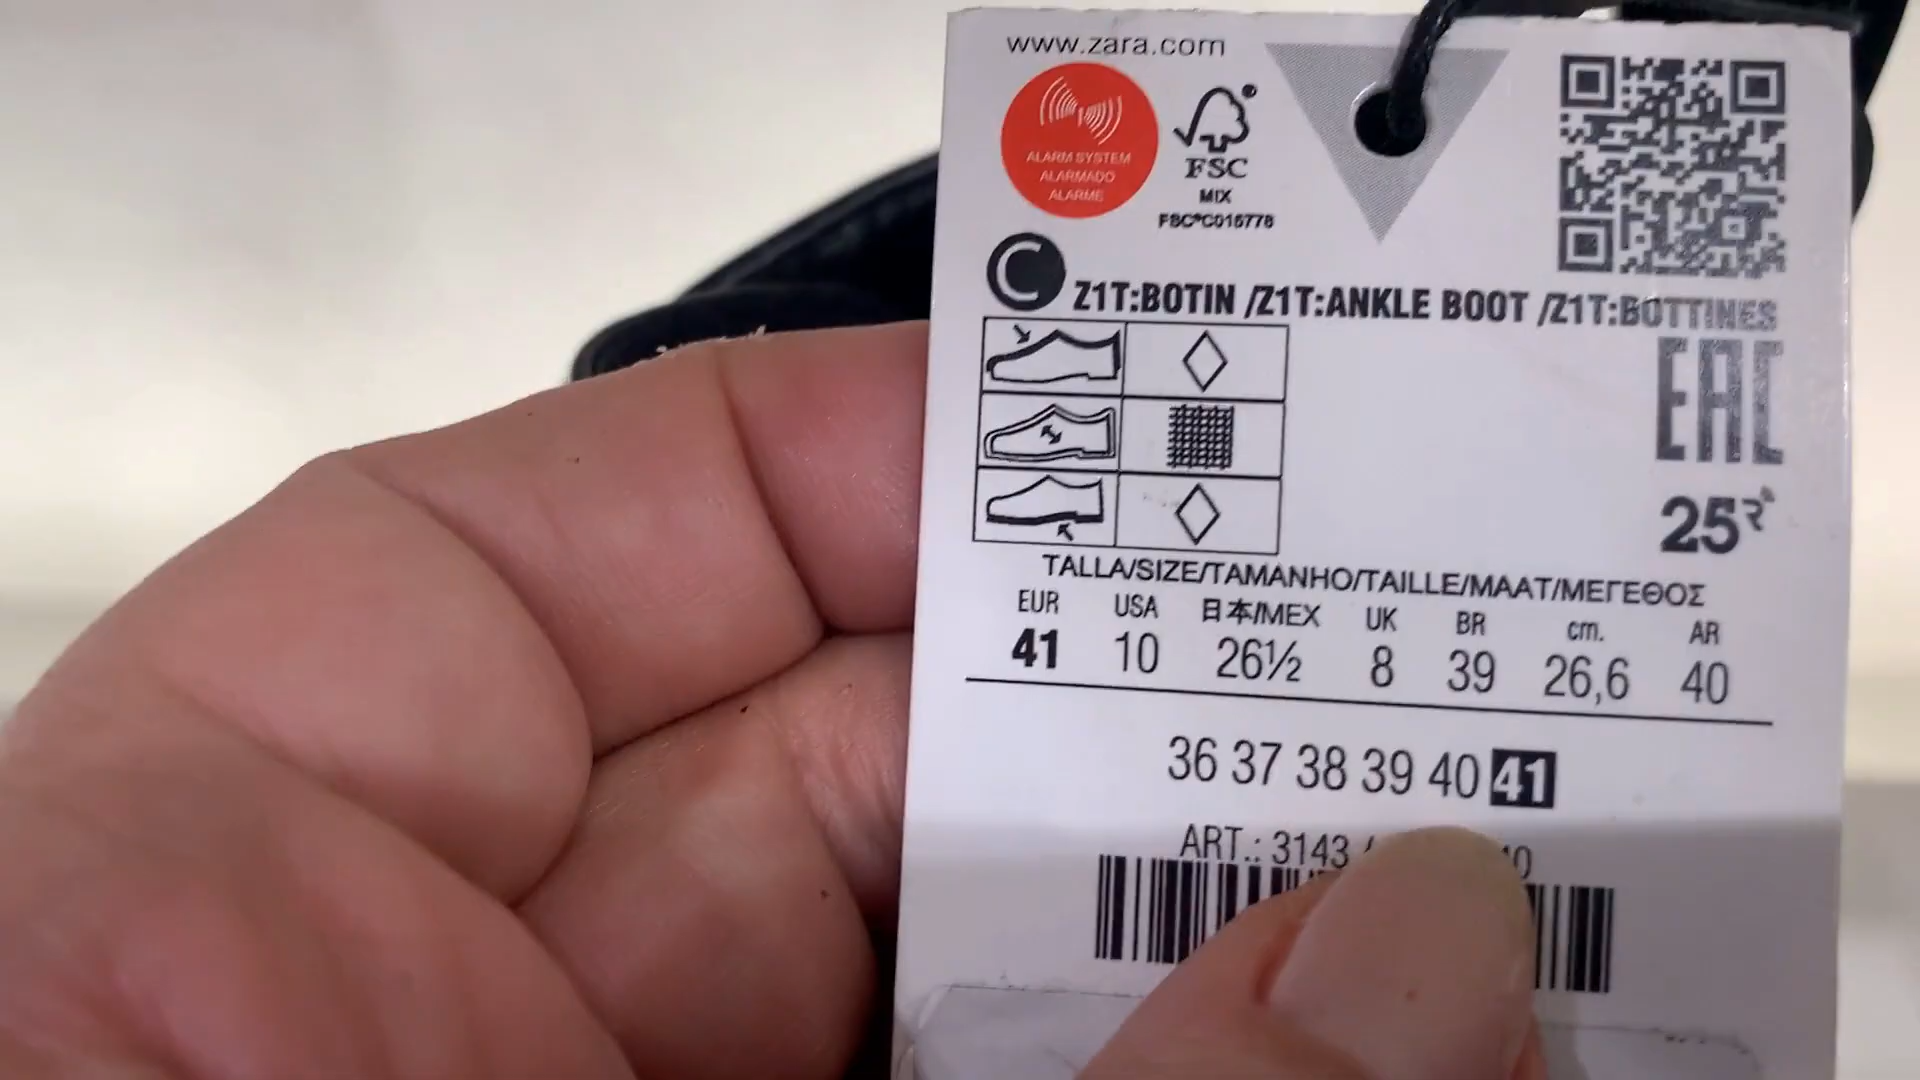 www.zara.com
ALARM SYSTEM
ALARMADO
ALARME
FSC
MIX
FSC®C015778
C
Z1T:BOTIN /Z1T:ANKLE BOOT /Z1T:BOTTINES
EAC
25
TALLA/SIZE/TAMANHO/TAILLE/MAAT/ΜΕΓΕΘΟΣ
EUR USA 日本/MEX UK BR cm. AR
41 10 26½ 8 39 26,6 40
36 37 38 39 40 41
ART.: 3143 /